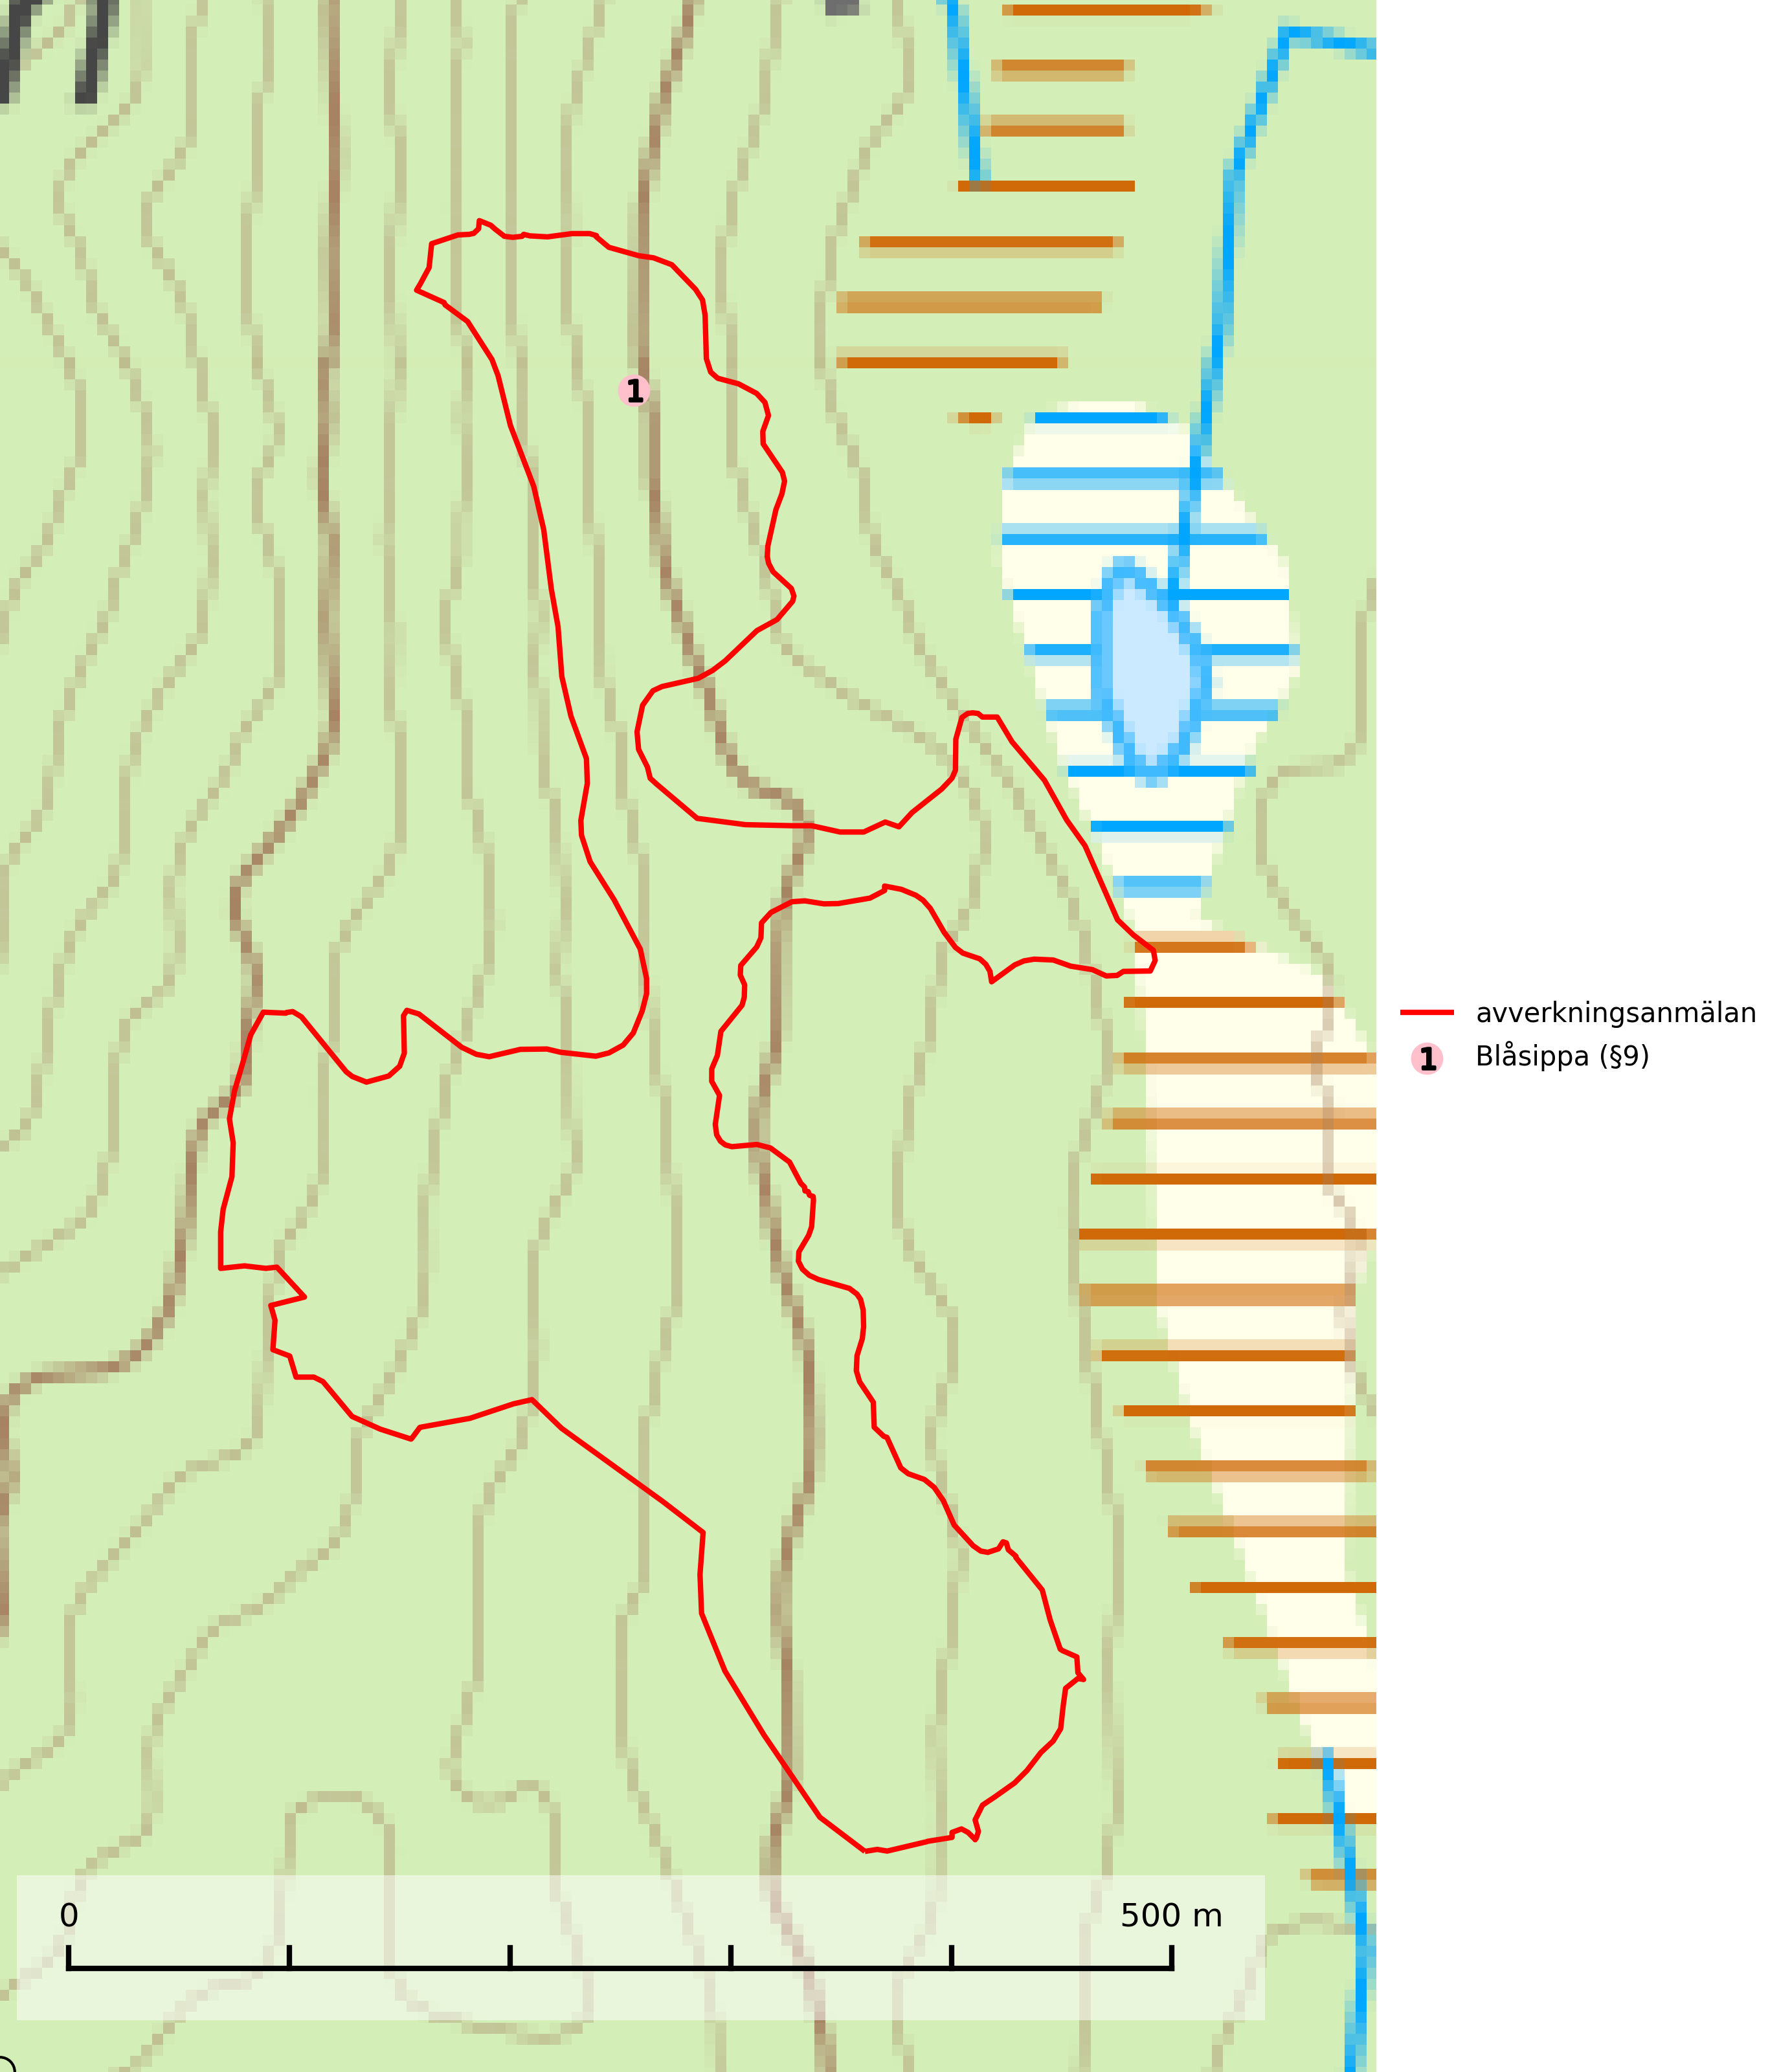 1
avverkningsanmälan
1 Blåsippa (§9)
0 500 m